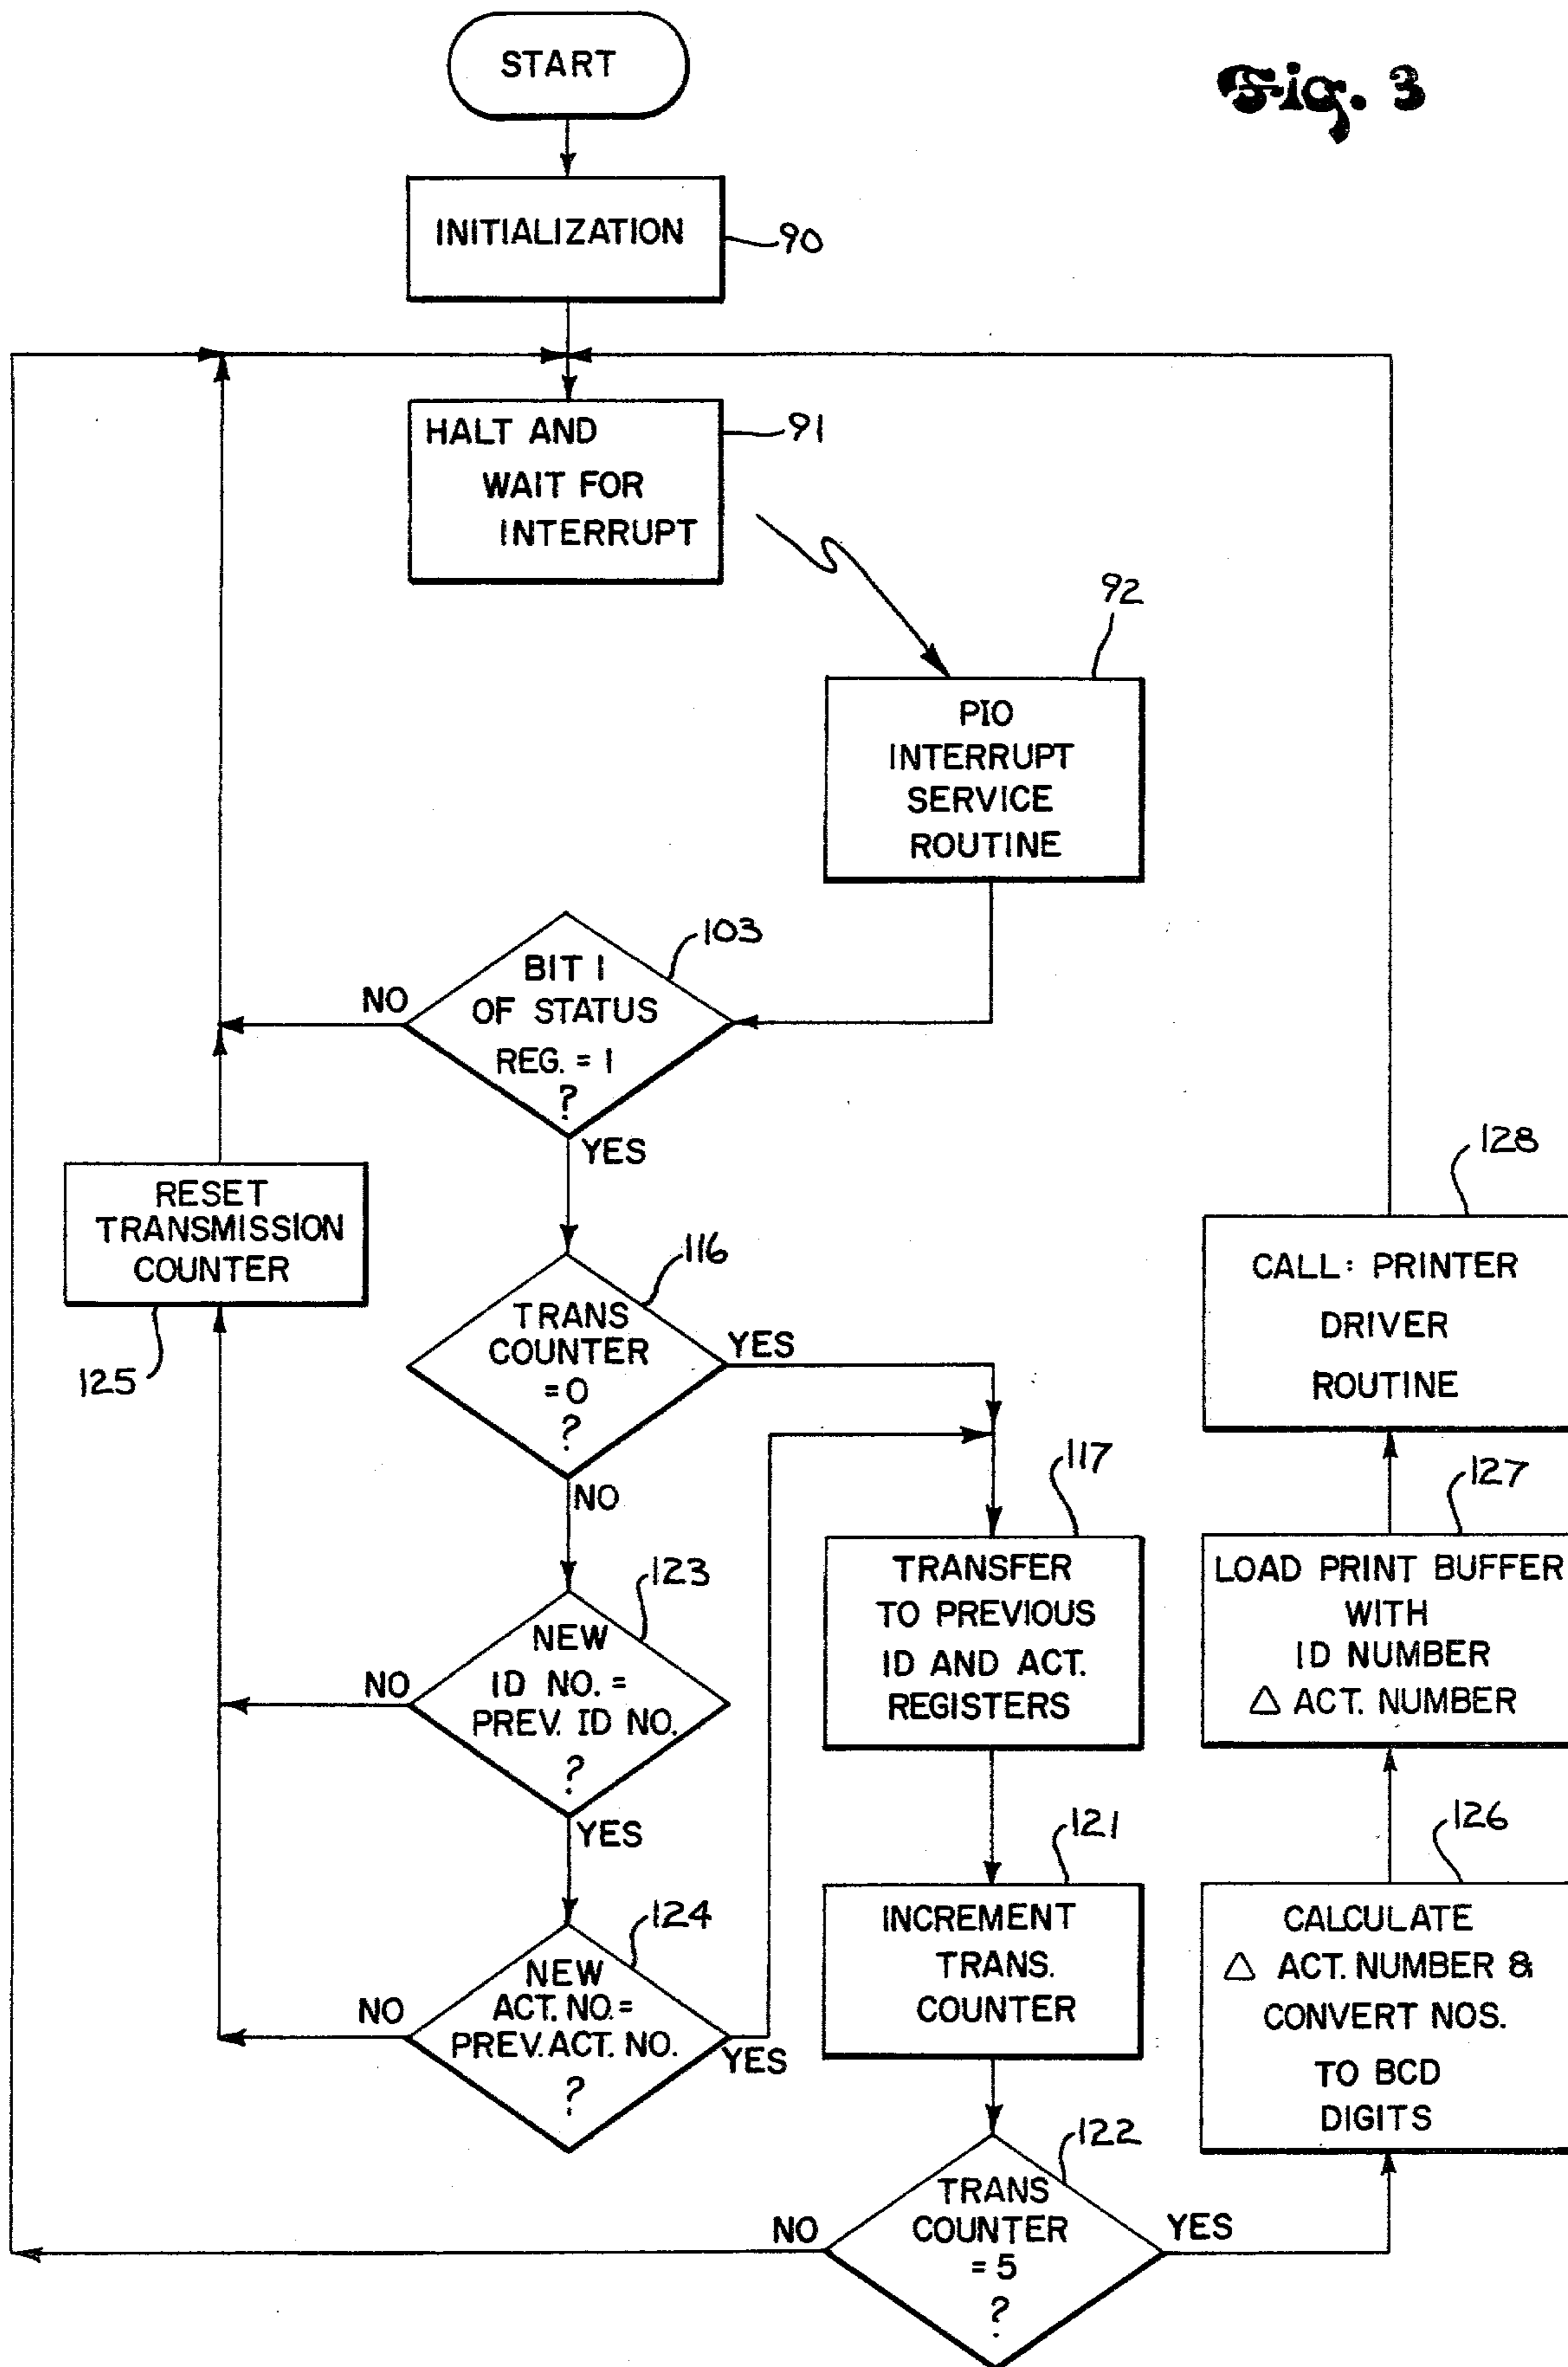 START
Fig. 3
INITIALIZATION
90
HALT AND
WAIT FOR
INTERRUPT
91
92
PIO
INTERRUPT
SERVICE
ROUTINE
103
BIT 1
OF STATUS
REG. = 1
?
NO
YES
RESET
TRANSMISSION
COUNTER
125
116
TRANS
COUNTER
= 0
?
YES
NO
128
CALL: PRINTER
DRIVER
ROUTINE
117
TRANSFER
TO PREVIOUS
ID AND ACT.
REGISTERS
127
LOAD PRINT BUFFER
WITH
ID NUMBER
△ ACT. NUMBER
123
NEW
ID NO. =
PREV. ID NO.
?
NO
YES
121
INCREMENT
TRANS.
COUNTER
126
CALCULATE
△ ACT. NUMBER &
CONVERT NOS.
TO BCD
DIGITS
124
NEW
ACT. NO. =
PREV. ACT. NO.
?
NO
YES
122
TRANS
COUNTER
= 5
?
NO
YES